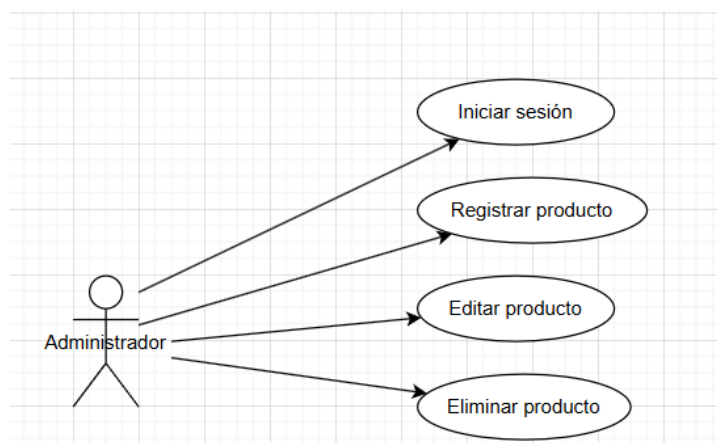 Iniciar sesión
Registrar producto
Editar producto
Administrador
Eliminar producto